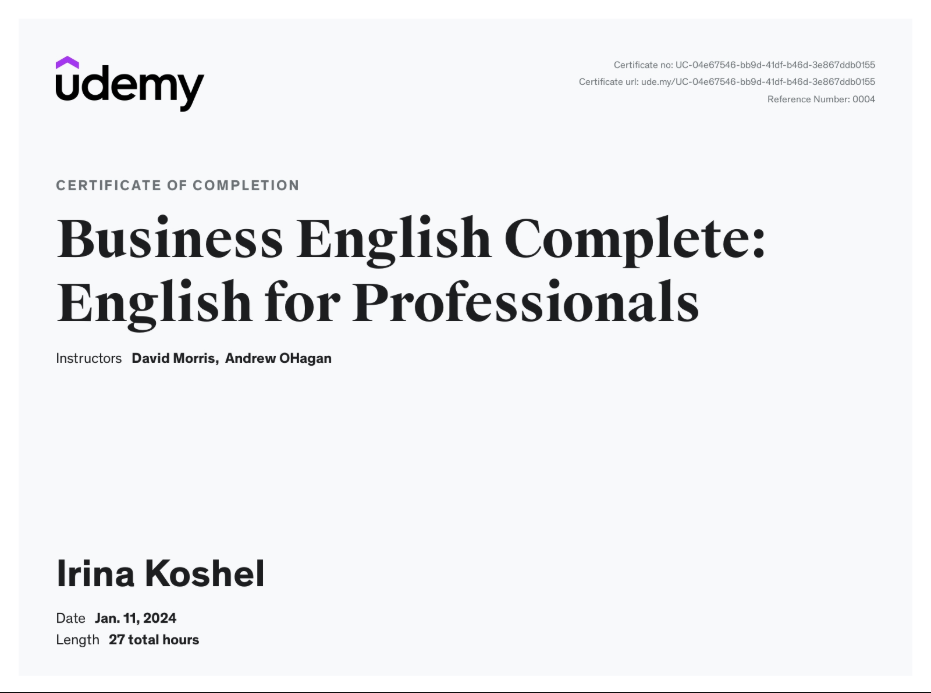 udemy
Certificate no: UC-04e67546-bb9d-41df-b46d-3e867ddb0155
Certificate url: ude.my/UC-04e67546-bb9d-41df-b46d-3e867ddb0155
Reference Number: 0004
CERTIFICATE OF COMPLETION
Business English Complete:
English for Professionals
Instructors David Morris, Andrew OHagan
Irina Koshel
Date Jan. 11, 2024
Length 27 total hours